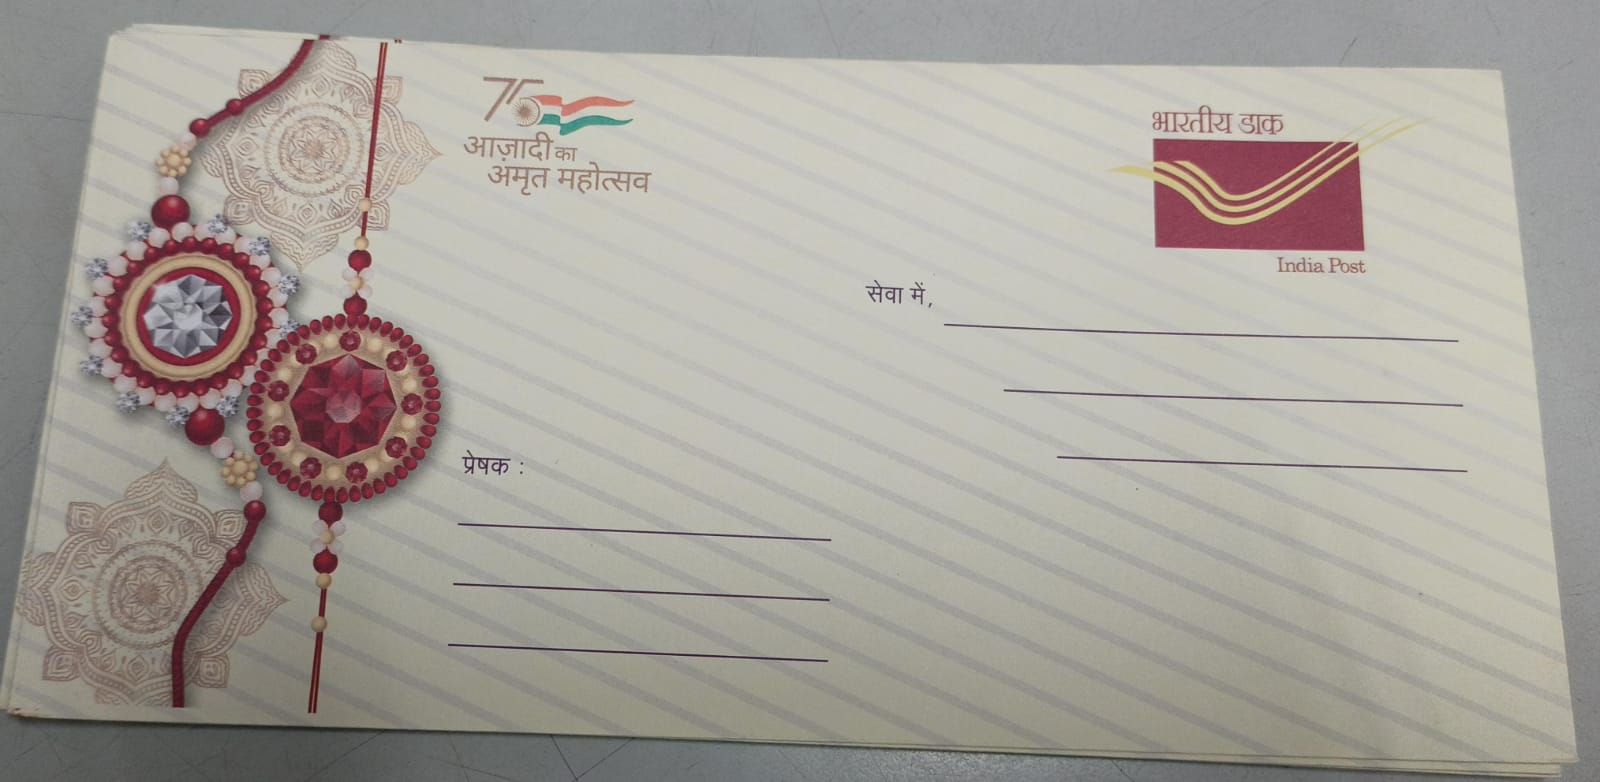 75
आज़ादी का
अमृत महोत्सव
भारतीय डाक
India Post
सेवा में,
प्रेषक :